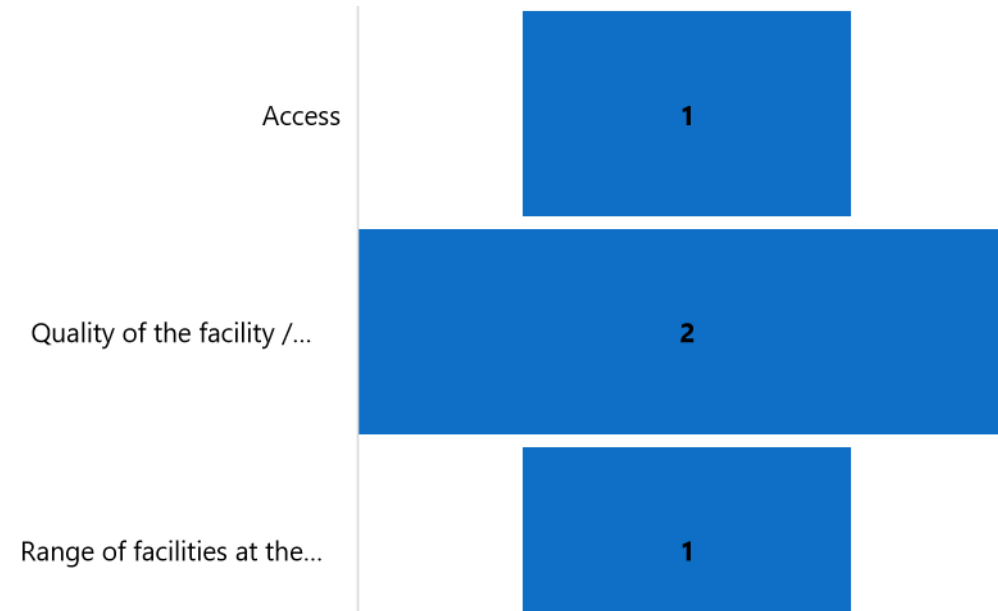 Access
1
Quality of the facility /...
2
Range of facilities at the...
1